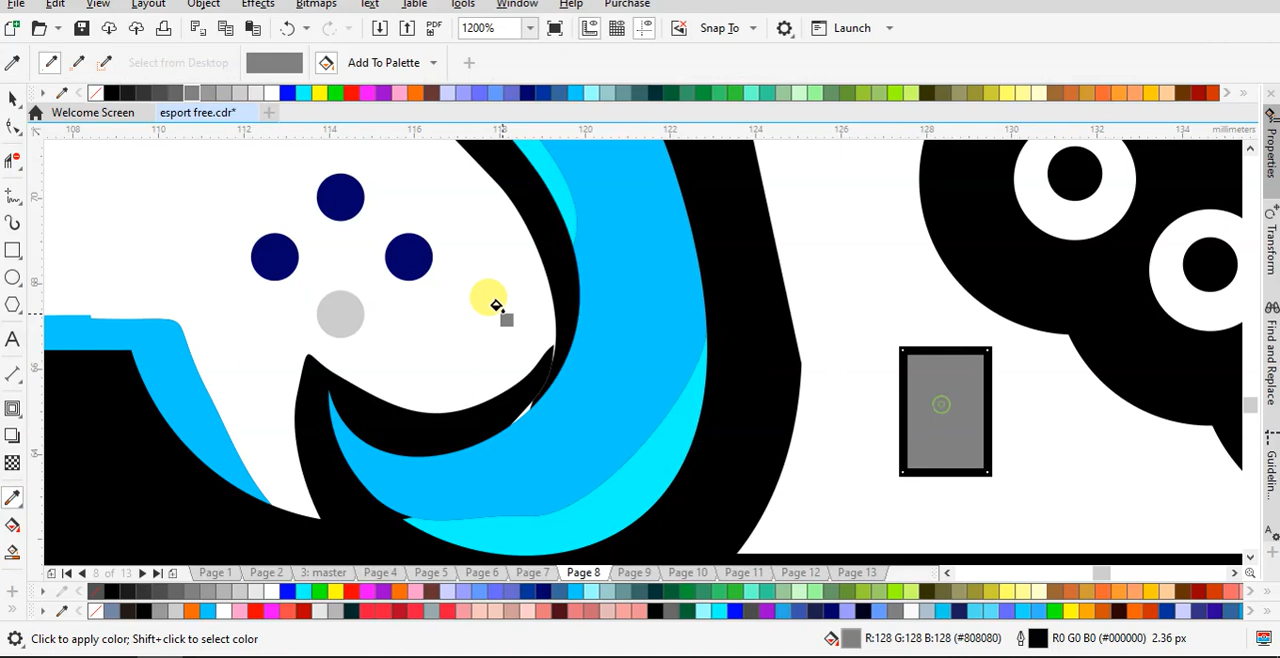 File Edit View Layout Object Effects Bitmaps Text Table Tools Window Help Purchase
PDF 1200% Snap To Launch
Select from Desktop Add To Palette
Welcome Screen esport free.cdr*
108 112 114 116 118 120 122 124 126 128 130 132 134 millimeters
70
68
66
64
Properties
Transform
Find and Replace
Guidelin...
8 of 13 Page 1 Page 2 3: master Page 4 Page 5 Page 6 Page 7 Page 8 Page 9 Page 10 Page 11 Page 12 Page 13
Click to apply color; Shift+click to select color R:128 G:128 B:128 (#808080) R0 G0 B0 (#000000) 2.36 px